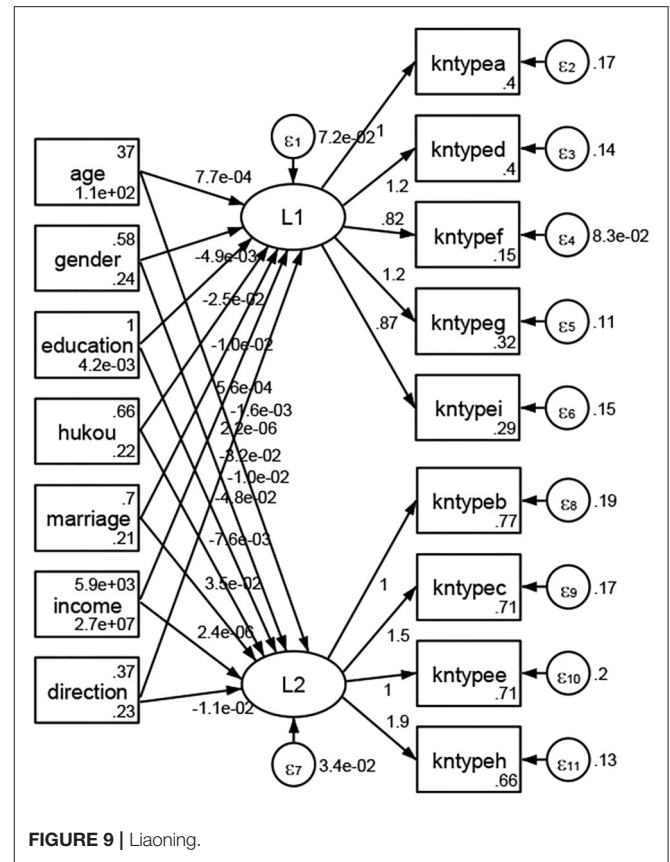 kntypea
.4
ε2
.17
ε1
7.2e-02
1
37
age
1.1e+02
7.7e-04
kntyped
.4
ε3
.14
1.2
L1
.58
gender
.24
.82
kntypef
.15
ε4
8.3e-02
-4.9e-03
-2.5e-02
1
education
4.2e-03
1.2
kntypeg
.32
ε5
.11
.87
-1.0e-02
5.6e-04
-1.6e-03
2.2e-06
.66
hukou
.22
kntypei
.29
ε6
.15
-3.2e-02
-1.0e-02
-4.8e-02
.7
marriage
.21
kntypeb
.77
ε8
.19
-7.6e-03
3.5e-02
1
5.9e+03
income
2.7e+07
kntypec
.71
ε9
.17
2.4e-06
1.5
.37
direction
.23
-1.1e-02
L2
1
kntypee
.71
ε10
.2
1.9
kntypeh
.66
ε11
.13
ε7
3.4e-02
FIGURE 9 | Liaoning.